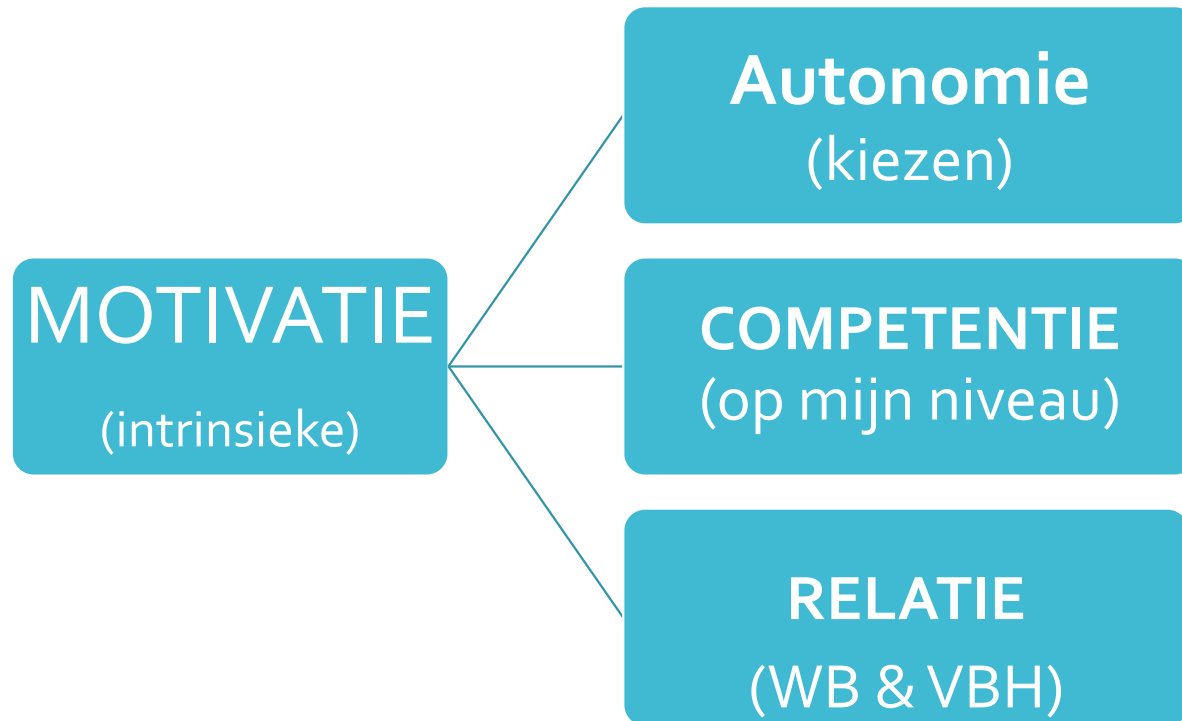 MOTIVATIE
(intrinsieke)
Autonomie
(kiezen)
COMPETENTIE
(op mijn niveau)
RELATIE
(WB & VBH)